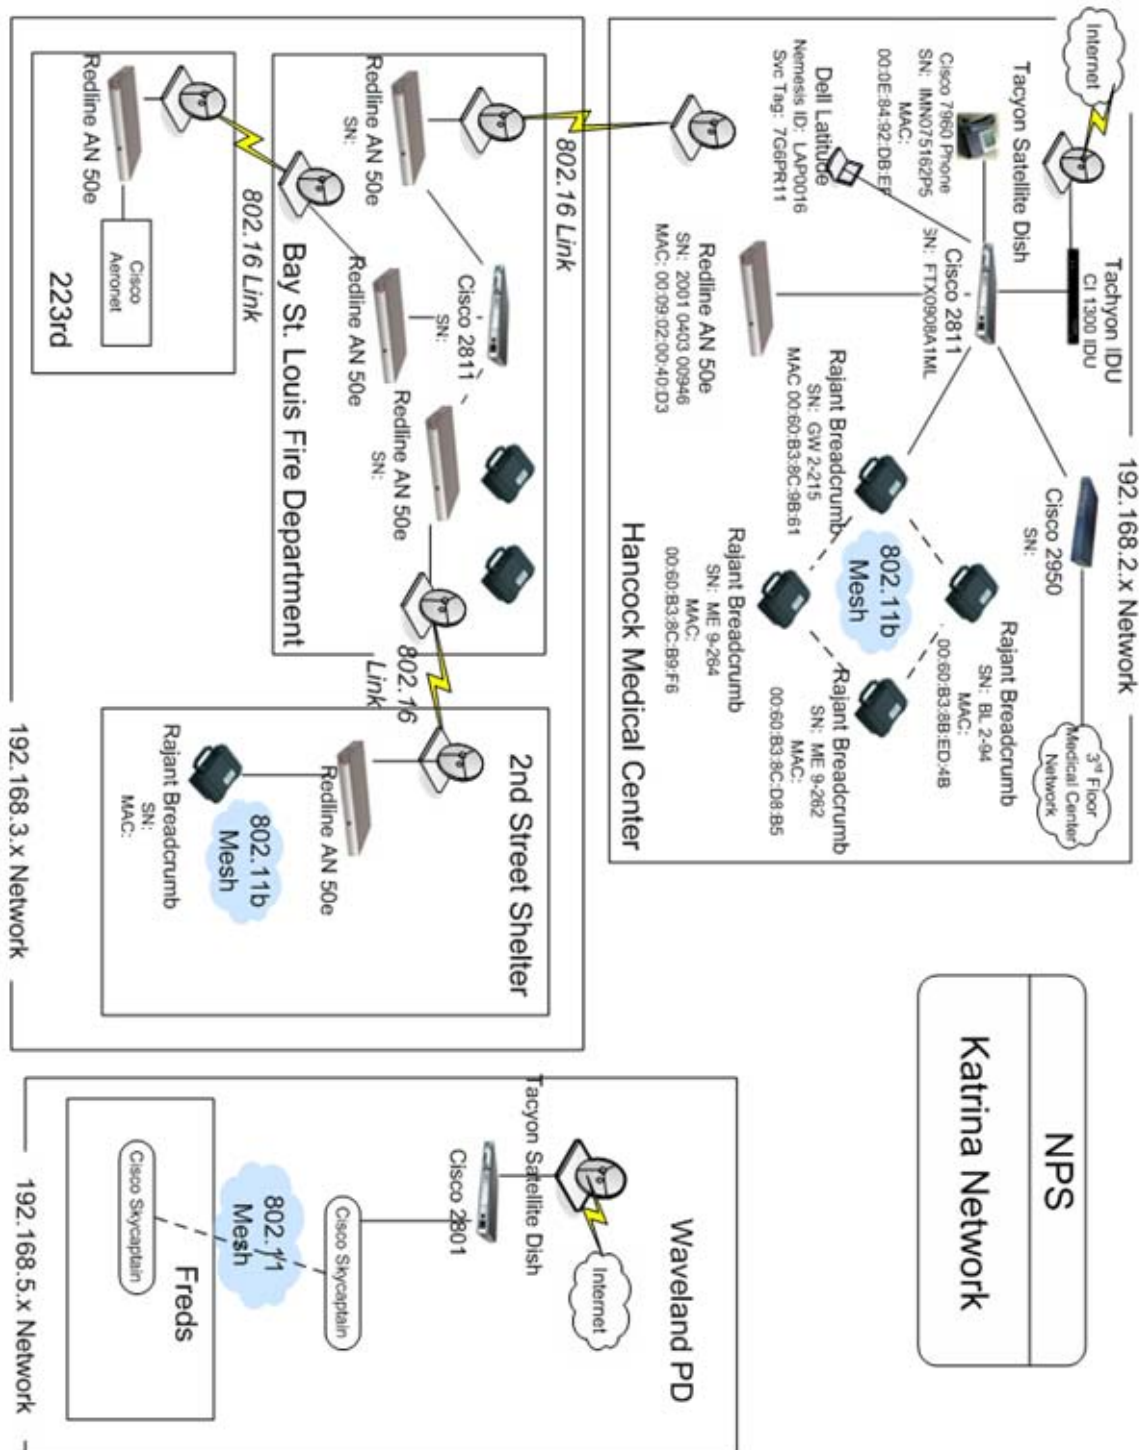 NPS
Katrina Network
192.168.2.x Network
Internet
Tacyon Satellite Dish
Tachyon IDU
CI 1300 IDU
Cisco 7960 Phone
SN: IMN075162P5
MAC:
00:0E:84:92:DB:EF
Dell Latitude
Nemesis ID: LAP0016
Svc Tag: 7G6PR11
Cisco 2811
SN: FTX0908A1ML
Cisco 2950
SN:
3rd Floor
Medical Center
Network
Redline AN 50e
SN: 2001 0403 00946
MAC: 00:09:02:00:40:D3
Rajant Breadcrumb
SN: GW 2-215
MAC 00:60:B3:8C:9B:61
802.11b
Mesh
Rajant Breadcrumb
SN: BL 2-94
MAC:
00:60:B3:8B:ED:4B
Rajant Breadcrumb
SN: ME 9-264
MAC:
00:60:B3:8C:B9:F6
Rajant Breadcrumb
SN: ME 9-262
MAC:
00:60:B3:8C:D8:B5
Hancock Medical Center
802.16 Link
Redline AN 50e
SN:
Cisco 2811
SN:
Redline AN 50e
Redline AN 50e
SN:
Bay St. Louis Fire Department
802.16 Link
Redline AN 50e
Cisco
Aeronet
223rd
802.16
Link
2nd Street Shelter
Redline AN 50e
802.11b
Mesh
Rajant Breadcrumb
SN:
MAC:
192.168.3.x Network
Waveland PD
Internet
Tacyon Satellite Dish
Cisco 2801
Cisco Skycaptain
802.1/1
Mesh
Freds
Cisco Skycaptain
192.168.5.x Network